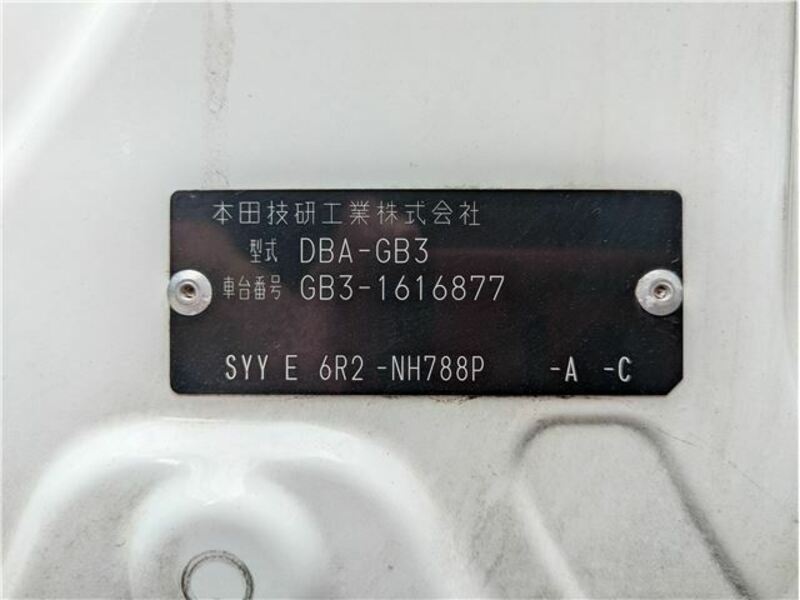 本田技研工業株式会社
型式 DBA-GB3
車台番号 GB3-1616877
SYY E 6R2 -NH788P -A -C